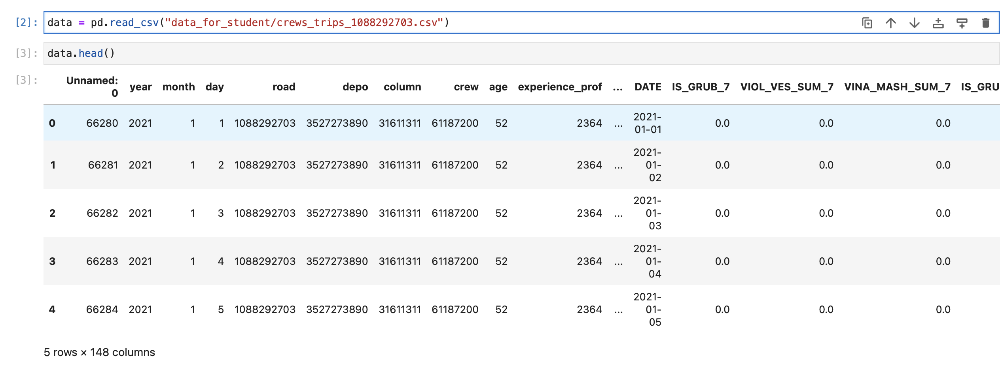 [2]: data = pd.read_csv("data_for_student/crews_trips_1088292703.csv")
[3]: data.head()
[3]:
Unnamed: 0 year month day road depo column crew age experience_prof ... DATE IS_GRUB_7 VIOL_VES_SUM_7 VINA_MASH_SUM_7 IS_GRU
0 66280 2021 1 1 1088292703 3527273890 31611311 61187200 52 2364 ... 2021-01-01 0.0 0.0 0.0
1 66281 2021 1 2 1088292703 3527273890 31611311 61187200 52 2364 ... 2021-01-02 0.0 0.0 0.0
2 66282 2021 1 3 1088292703 3527273890 31611311 61187200 52 2364 ... 2021-01-03 0.0 0.0 0.0
3 66283 2021 1 4 1088292703 3527273890 31611311 61187200 52 2364 ... 2021-01-04 0.0 0.0 0.0
4 66284 2021 1 5 1088292703 3527273890 31611311 61187200 52 2364 ... 2021-01-05 0.0 0.0 0.0
5 rows × 148 columns